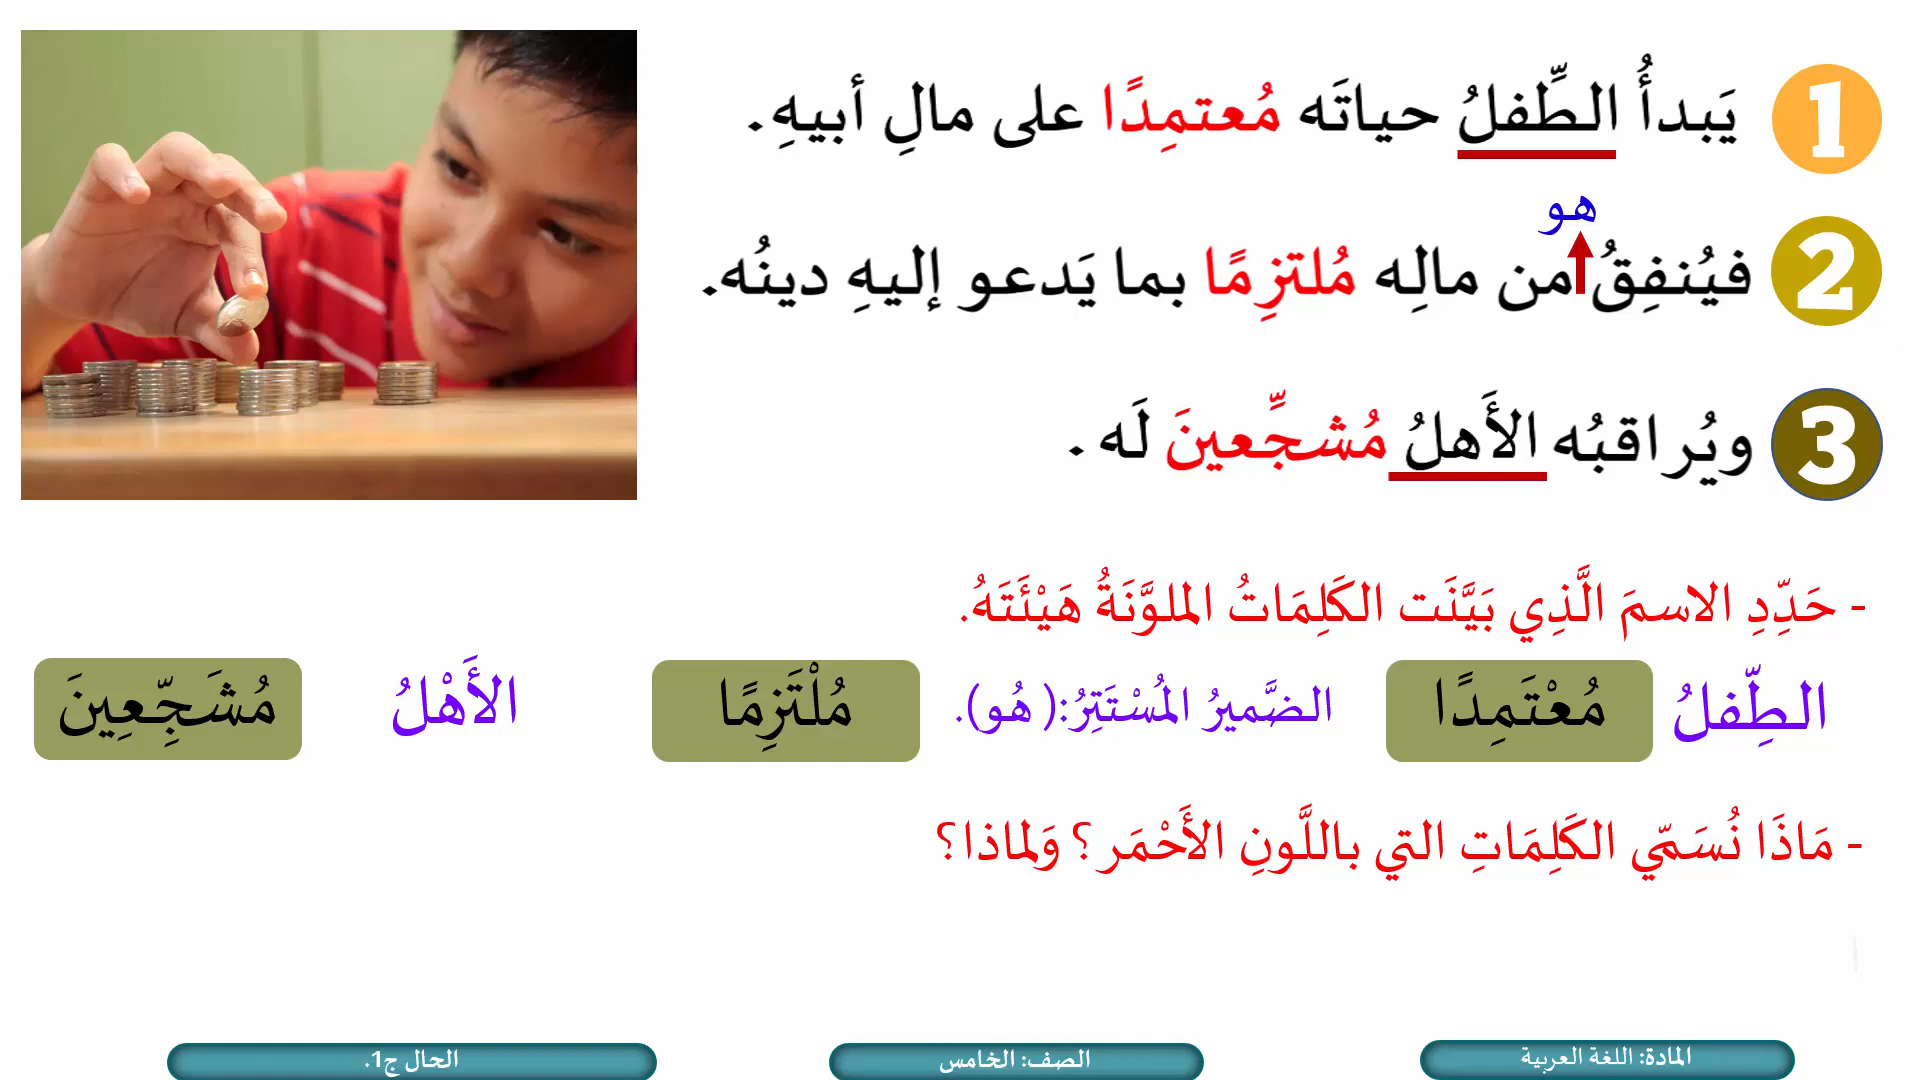 1 يَبدأُ الطِّفلُ حياتَه مُعتمِدًا على مالِ أبيهِ.
هو
2 فيُنفِقُ من مالِه مُلتزِمًا بما يَدعو إليهِ دينُه.
3 ويُراقبُه الأَهلُ مُشجِّعينَ لَه .
- حَدِّدِ الاسمَ الَّذِي بَيَّنَت الكَلِمَاتُ الملوَّنَةُ هَيْئَتَهُ.
الطِّفلُ مُعْتَمِدًا الضَّميرُ المُسْتَتِرُ:( هُو). مُلْتَزِمًا الأَهْلُ مُشَجِّعِينَ
- مَاذَا نُسَمّي الكَلِمَاتِ التي باللَّونِ الأَحْمَر؟ وَلماذا؟
المادة: اللغة العربية الصف: الخامس الحال ج1.